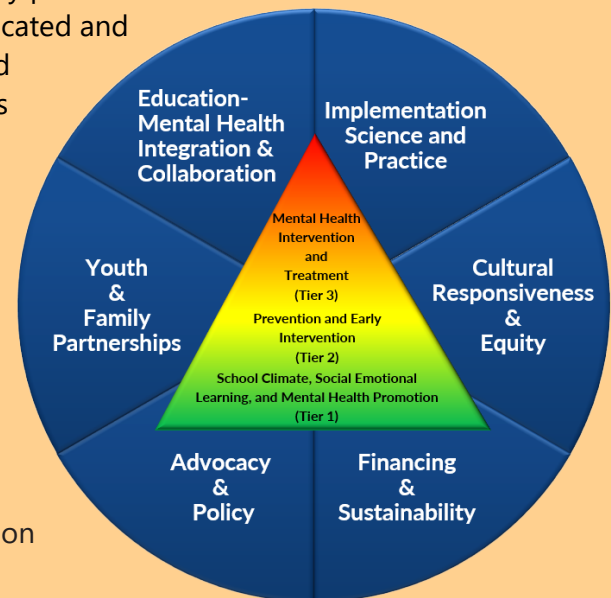 cated and
Education-
Mental Health
Integration &
Collaboration
Implementation
Science and
Practice
Youth
&
Family
Partnerships
Cultural
Responsiveness
&
Equity
Mental Health
Intervention
and
Treatment
(Tier 3)
Prevention and Early
Intervention
(Tier 2)
School Climate, Social Emotional
Learning, and Mental Health Promotion
(Tier 1)
Advocacy
&
Policy
Financing
&
Sustainability
on